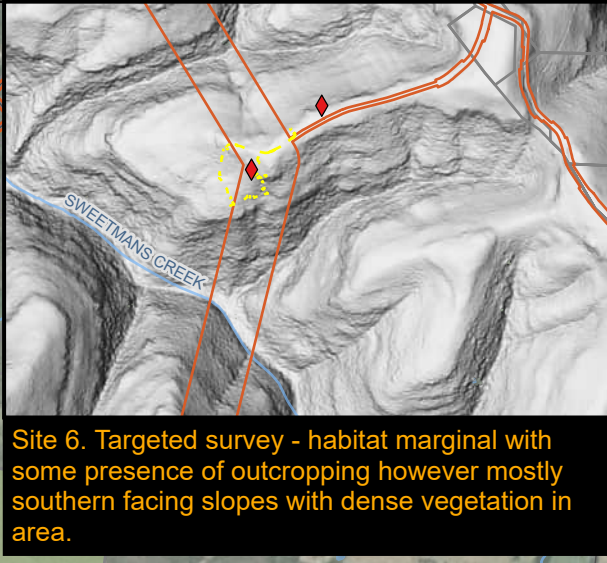 SWEETMANS CREEK
Site 6. Targeted survey - habitat marginal with
some presence of outcropping however mostly
southern facing slopes with dense vegetation in
area.